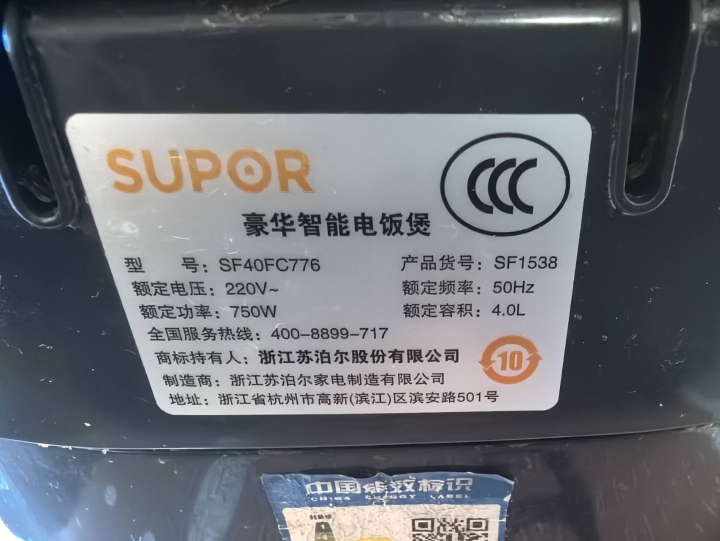 SUPOR
CCC
豪华智能电饭煲
型 号: SF40FC776 产品货号: SF1538
额定电压: 220V~ 额定频率: 50Hz
额定功率: 750W 额定容积: 4.0L
全国服务热线: 400-8899-717
商标持有人: 浙江苏泊尔股份有限公司
10
制造商: 浙江苏泊尔家电制造有限公司
地址: 浙江省杭州市高新(滨江)区滨安路501号
中国能效标识
CHINA ENERGY LABEL